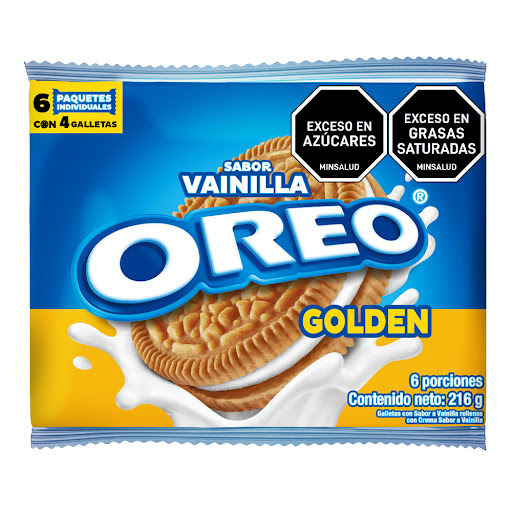 6 PAQUETES
INDIVIDUALES
CON 4 GALLETAS
EXCESO EN
AZÚCARES
MINSALUD
EXCESO EN
GRASAS
SATURADAS
MINSALUD
SABOR
VAINILLA
OREO®
GOLDEN
6 porciones
Contenido neto: 216 g
Galletas con Sabor a Vainilla rellenas
con Crema Sabor a Vainilla